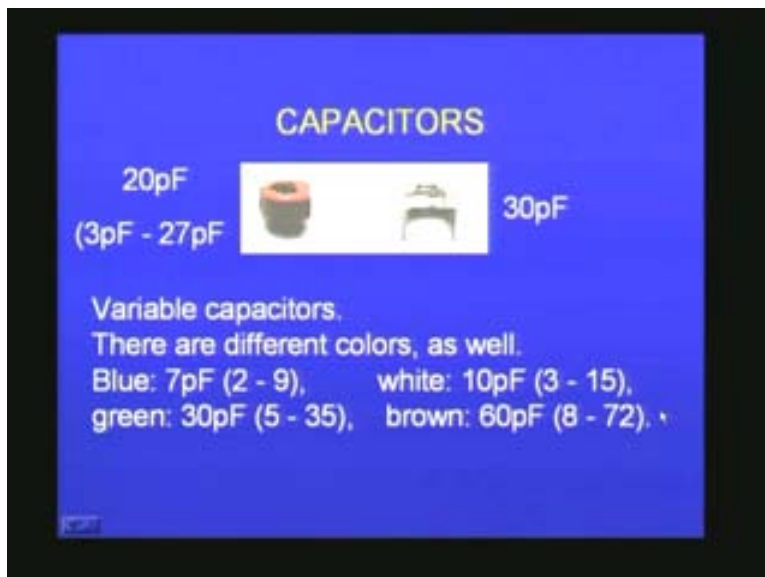 CAPACITORS
20pF
(3pF - 27pF
30pF
Variable capacitors.
There are different colors, as well.
Blue: 7pF (2 - 9), white: 10pF (3 - 15),
green: 30pF (5 - 35), brown: 60pF (8 - 72).